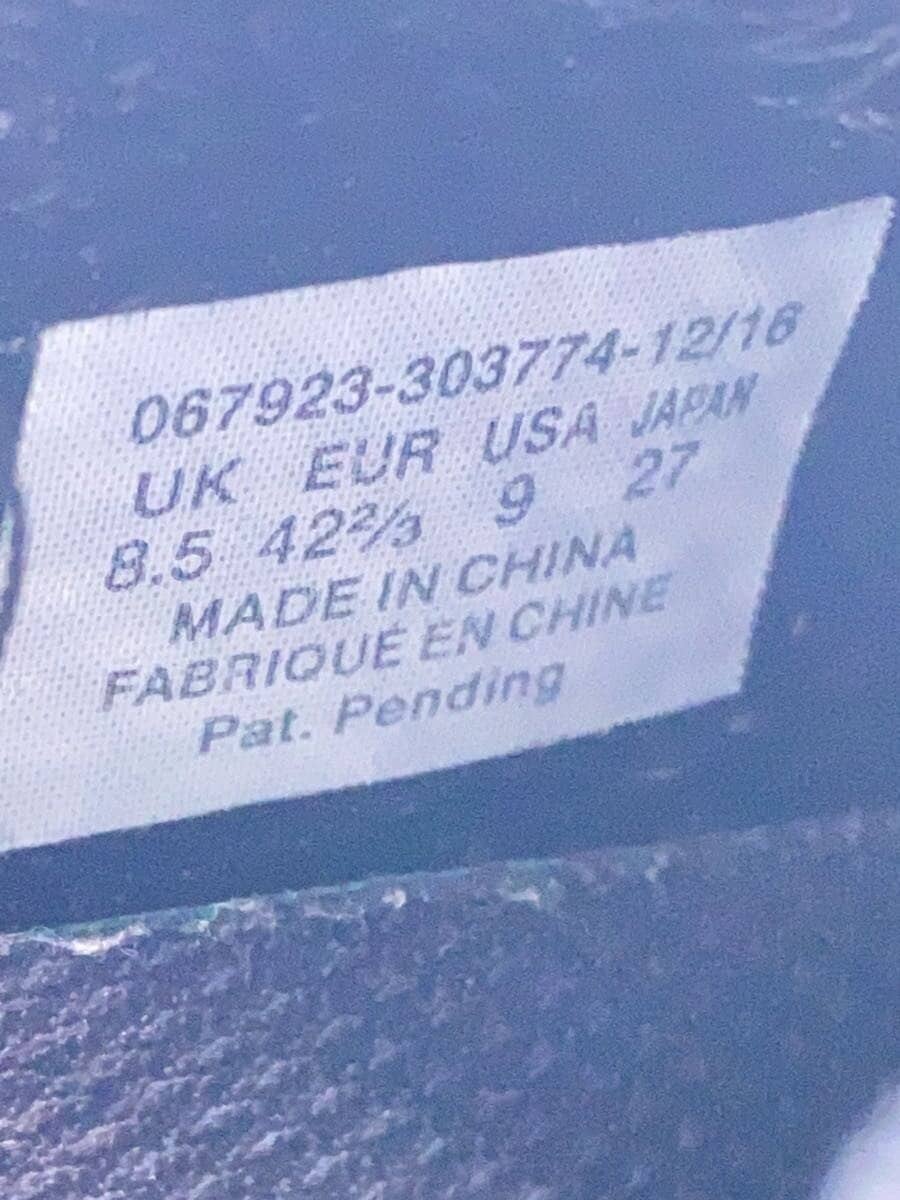 067923-303774-12/16
UK EUR USA JAPAN
8.5 42⅔ 9 27
MADE IN CHINA
FABRIQUÉ EN CHINE
Pat. Pending